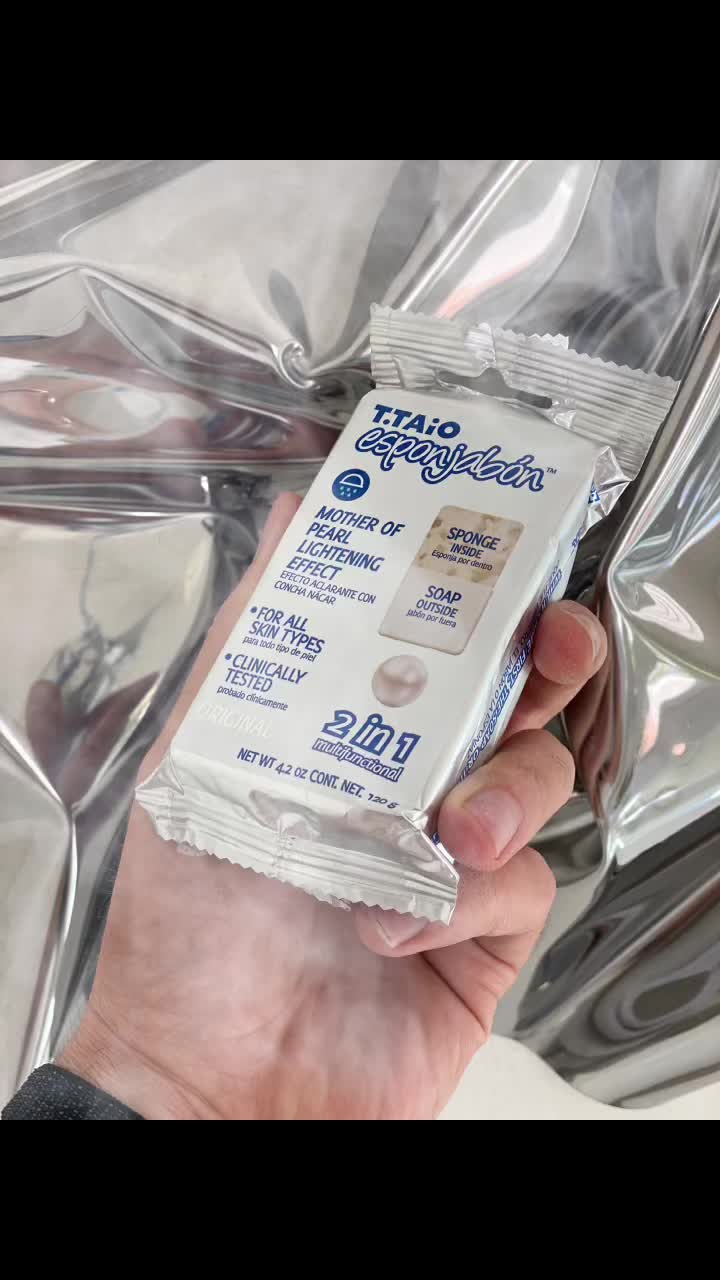 T.TAiO
esponjabón™
MOTHER OF
PEARL
LIGHTENING
EFFECT
EFECTO ACLARANTE CON
CONCHA NÁCAR
• FOR ALL
SKIN TYPES
para todo tipo de piel
• CLINICALLY
TESTED
probado clínicamente
ORIGINAL
SPONGE
INSIDE
Esponja por dentro
SOAP
OUTSIDE
Jabón por fuera
2 in 1
multifunctional
NET WT 4.2 oz CONT. NET. 120 g